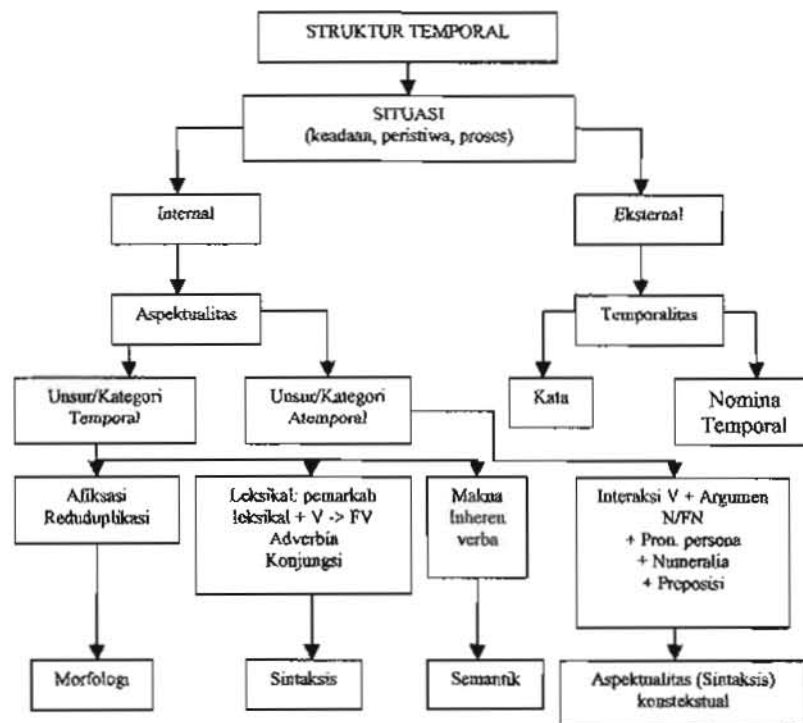 STRUKTUR TEMPORAL
SITUASI
(keadaan, peristiwa, proses)
Internal
Eksternal
Aspektualitas
Temporalitas
Unsur/Kategori
Temporal
Unsur/Kategori
Atemporal
Kata
Nomina
Temporal
Afiksasi
Reduduplikasi
Leksikal: pemarkah
leksikal + V -> FV
Adverbia
Konjungsi
Makna
Inheren
verba
Interaksi V + Argumen
N/FN
+ Pron. persona
+ Numeralia
+ Preposisi
Morfologi
Sintaksis
Semantik
Aspektualitas (Sintaksis)
konstekstual